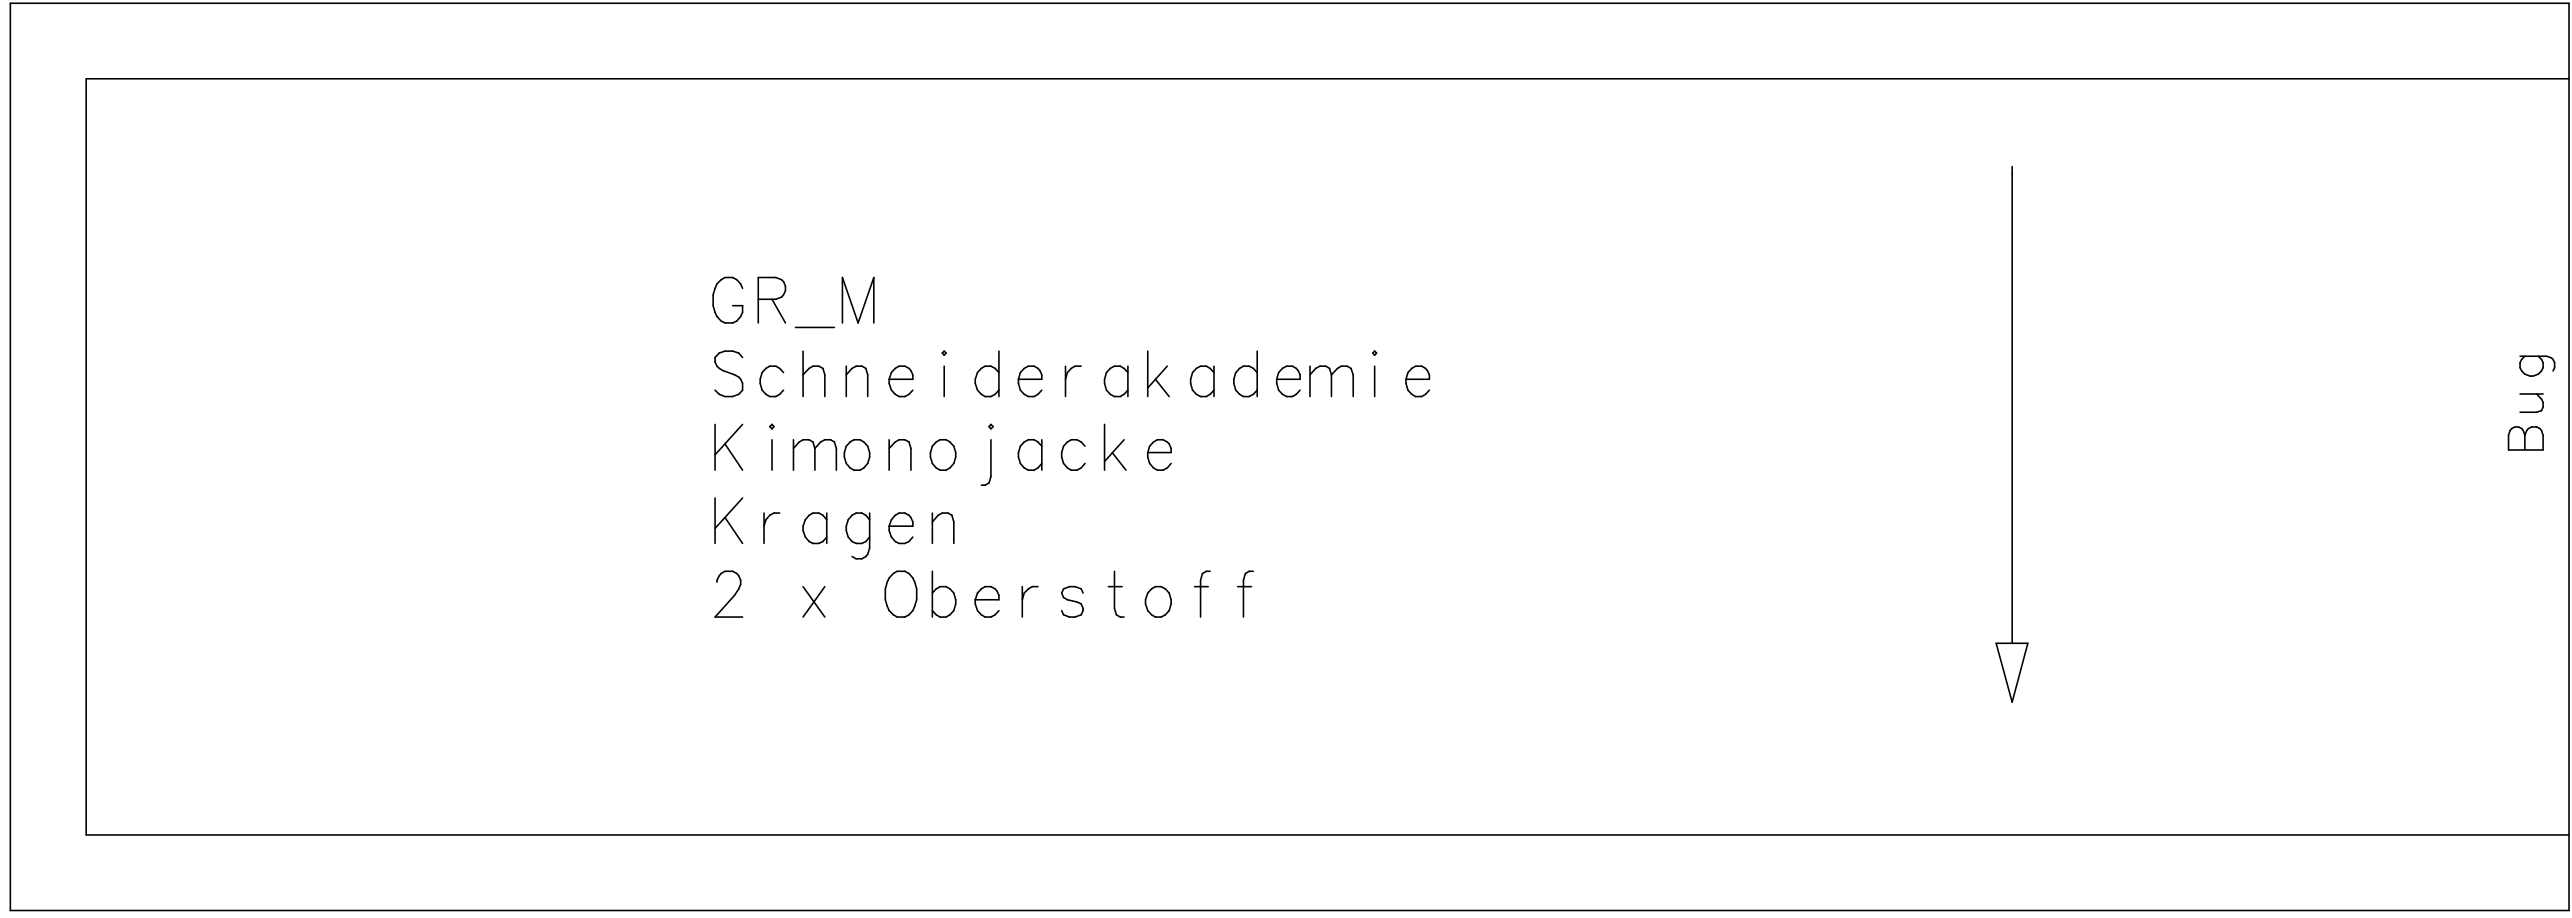 GR_M
Schneiderakademie
Kimonojacke
Kragen
2 x Oberstoff
Bug